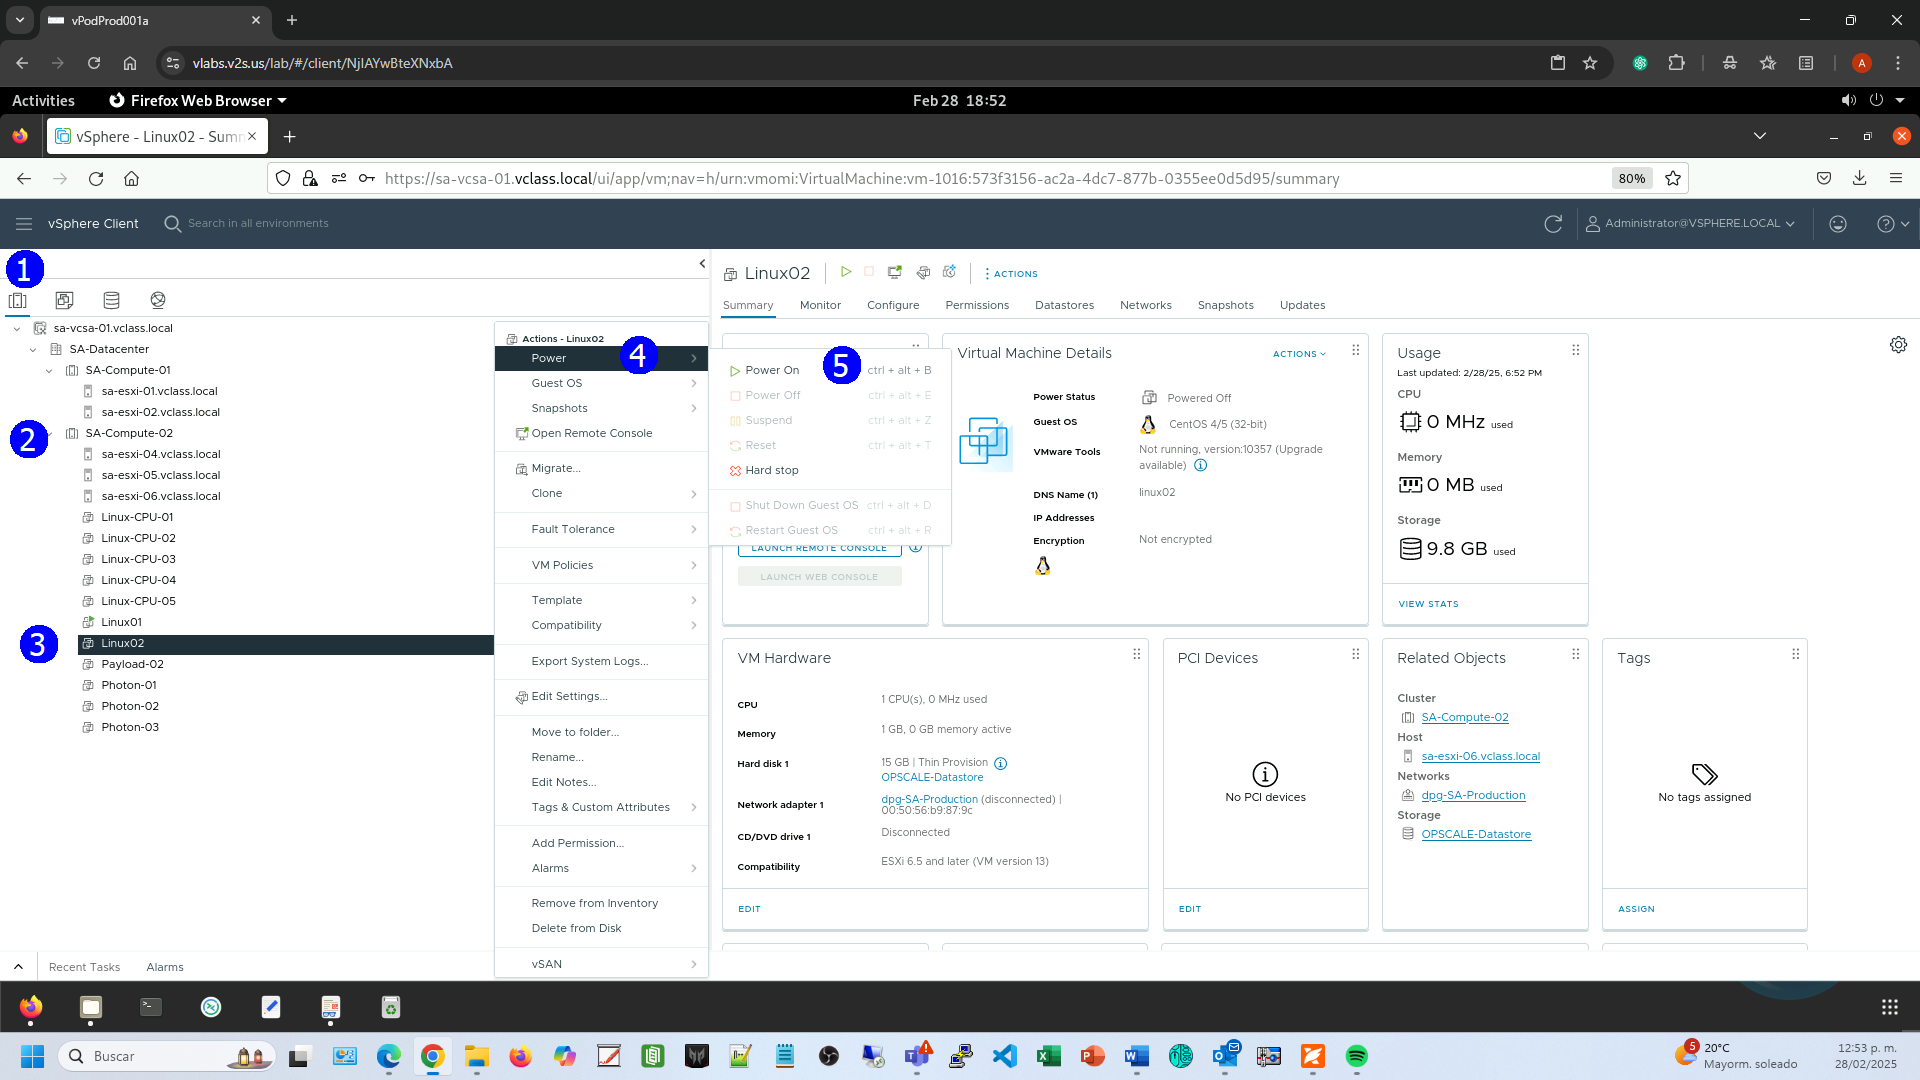 vPodProd001a
vlabs.v2s.us/lab/#/client/NjIAYwBteXNxbA
A
Activities
Firefox Web Browser
Feb 28 18:52
vSphere - Linux02 - Sum
https://sa-vcsa-01.vclass.local/ui/app/vm;nav=h/urn:vmomi:VirtualMachine:vm-1016:573f3156-ac2a-4dc7-877b-0355ee0d5d95/summary
80%
vSphere Client
Search in all environments
Administrator@VSPHERE.LOCAL
1
sa-vcsa-01.vclass.local
SA-Datacenter
SA-Compute-01
sa-esxi-01.vclass.local
sa-esxi-02.vclass.local
2
SA-Compute-02
sa-esxi-04.vclass.local
sa-esxi-05.vclass.local
sa-esxi-06.vclass.local
Linux-CPU-01
Linux-CPU-02
Linux-CPU-03
Linux-CPU-04
Linux-CPU-05
Linux01
3
Linux02
Payload-02
Photon-01
Photon-02
Photon-03
Actions - Linux02
Power
4
Guest OS
Snapshots
Open Remote Console
Migrate...
Clone
Fault Tolerance
VM Policies
Template
Compatibility
Export System Logs...
Edit Settings...
Move to folder...
Rename...
Edit Notes...
Tags & Custom Attributes
Add Permission...
Alarms
Remove from Inventory
Delete from Disk
vSAN
Power On
5
ctrl + alt + B
Power Off ctrl + alt + E
Suspend ctrl + alt + Z
Reset ctrl + alt + T
Hard stop
Shut Down Guest OS ctrl + alt + D
Restart Guest OS ctrl + alt + R
Linux02
ACTIONS
Summary Monitor Configure Permissions Datastores Networks Snapshots Updates
LAUNCH REMOTE CONSOLE
LAUNCH WEB CONSOLE
Virtual Machine Details
ACTIONS
Power Status Powered Off
Guest OS CentOS 4/5 (32-bit)
VMware Tools Not running, version:10357 (Upgrade
available)
DNS Name (1) linux02
IP Addresses
Encryption Not encrypted
Usage
Last updated: 2/28/25, 6:52 PM
CPU
0 MHz used
Memory
0 MB used
Storage
9.8 GB used
VIEW STATS
VM Hardware
CPU 1 CPU(s), 0 MHz used
Memory 1 GB, 0 GB memory active
Hard disk 1 15 GB | Thin Provision
OPSCALE-Datastore
Network adapter 1 dpg-SA-Production (disconnected) |
00:50:56:b9:87:9c
CD/DVD drive 1 Disconnected
Compatibility ESXi 6.5 and later (VM version 13)
EDIT
PCI Devices
No PCI devices
EDIT
Related Objects
Cluster
SA-Compute-02
Host
sa-esxi-06.vclass.local
Networks
dpg-SA-Production
Storage
OPSCALE-Datastore
Tags
No tags assigned
ASSIGN
Recent Tasks Alarms
Buscar
5
20°C
Mayorm. soleado
12:53 p. m.
28/02/2025